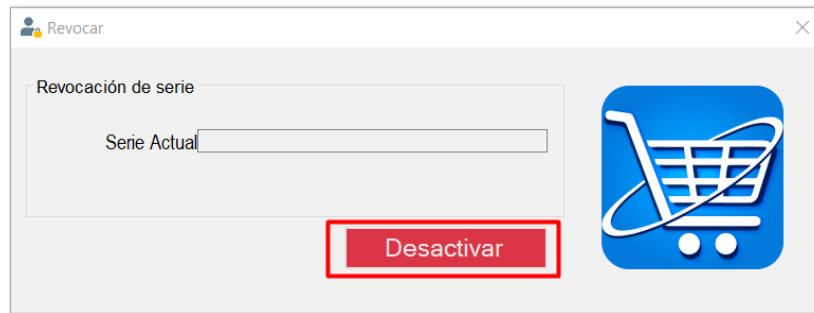 Revocar
Revocación de serie
Serie Actual
Desactivar